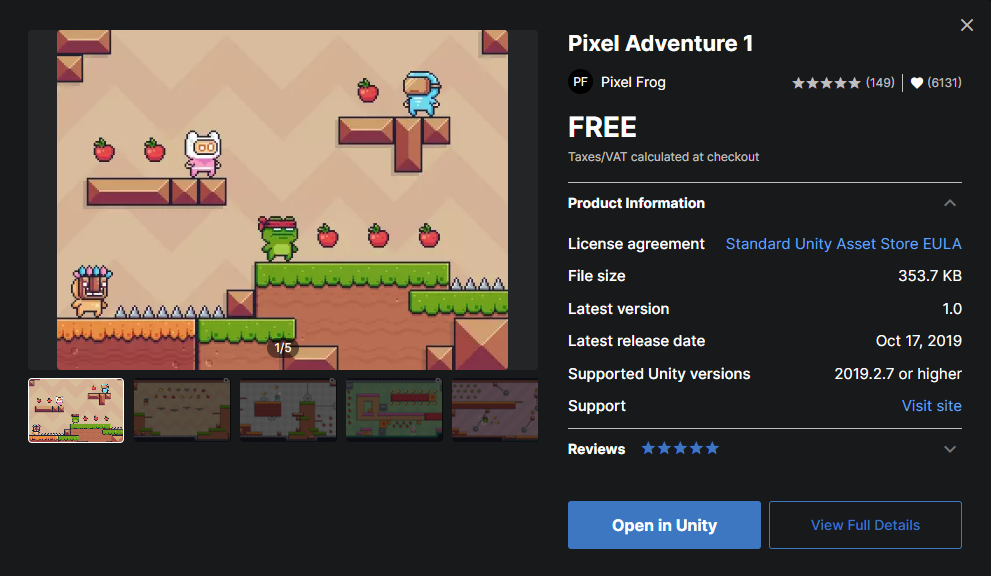 Pixel Adventure 1
PF Pixel Frog (149) (6131)
FREE
Taxes/VAT calculated at checkout
Product Information
License agreement Standard Unity Asset Store EULA
File size 353.7 KB
Latest version 1.0
Latest release date Oct 17, 2019
Supported Unity versions 2019.2.7 or higher
Support Visit site
Reviews
Open in Unity View Full Details
1/5